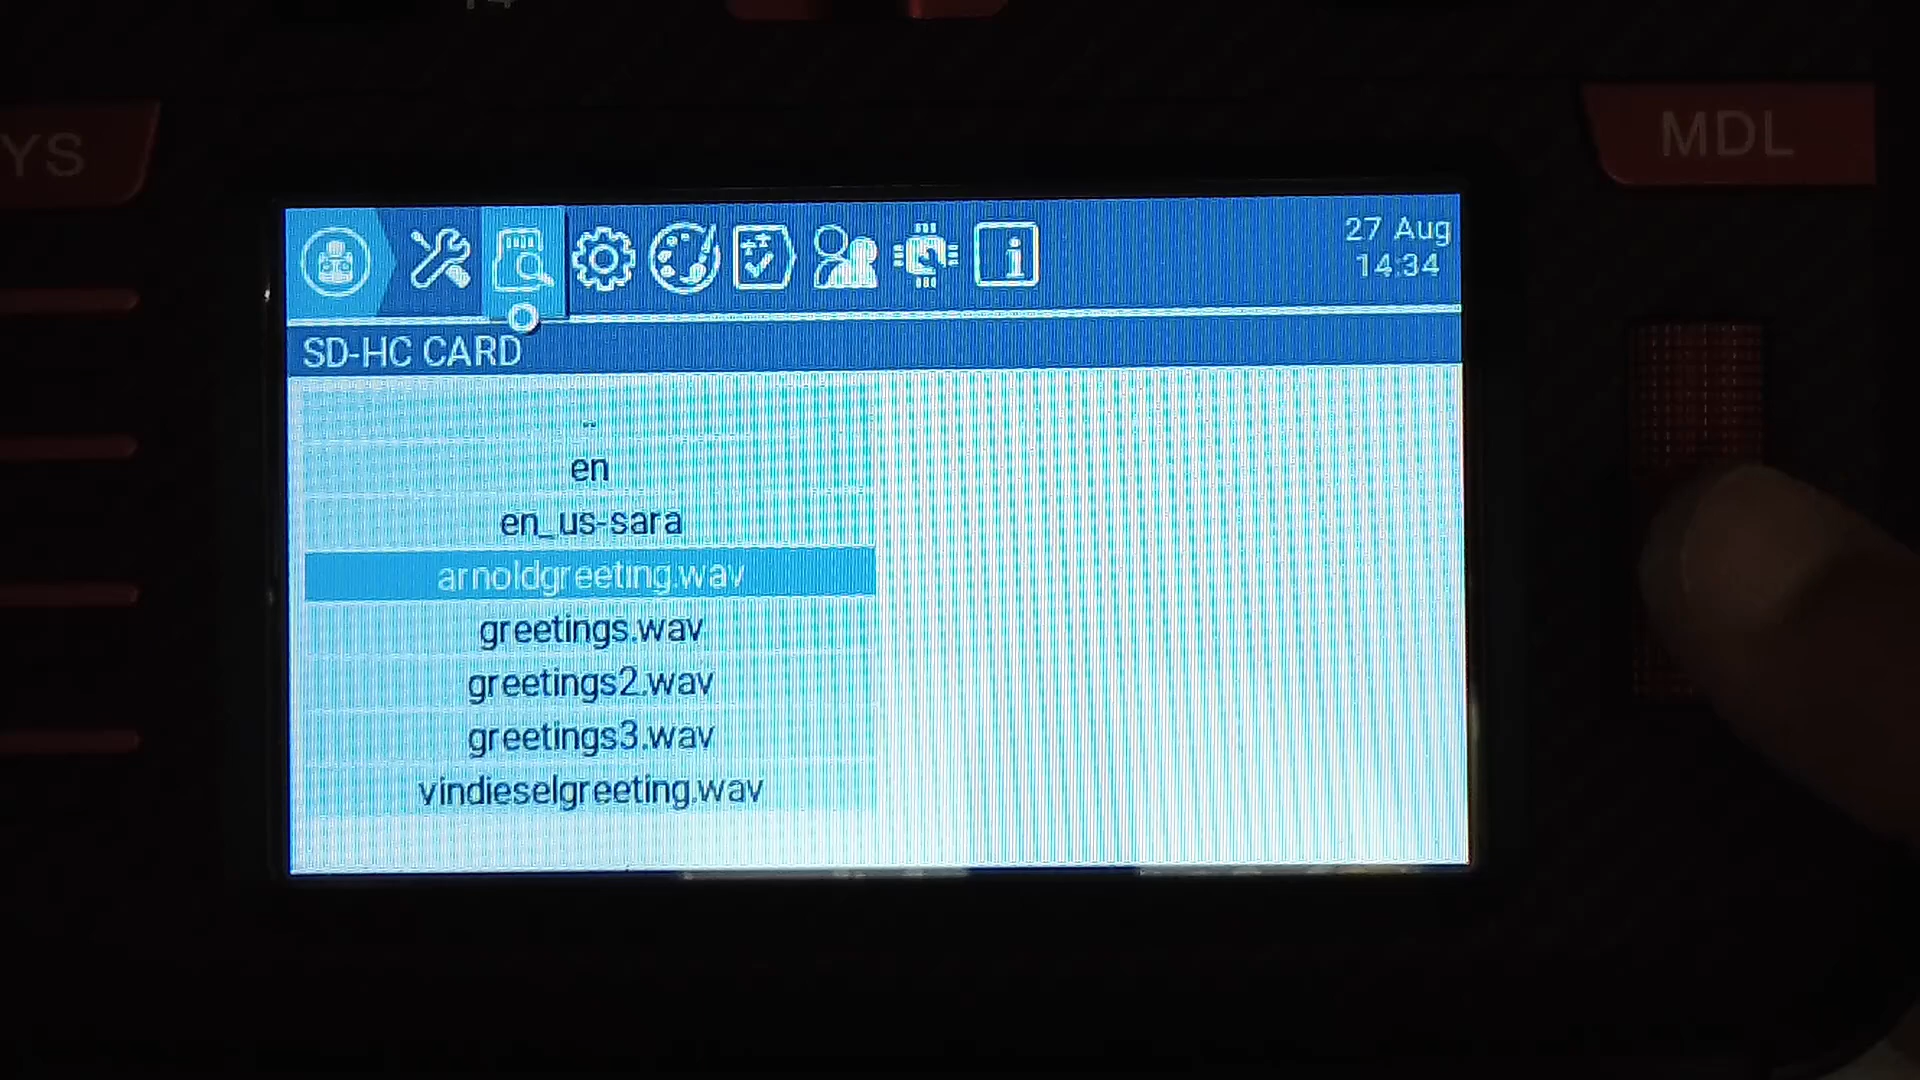 YS
MDL
27 Aug
14:34
SD-HC CARD
..
en
en_us-sara
arnoldgreeting.wav
greetings.wav
greetings2.wav
greetings3.wav
vindieselgreeting.wav